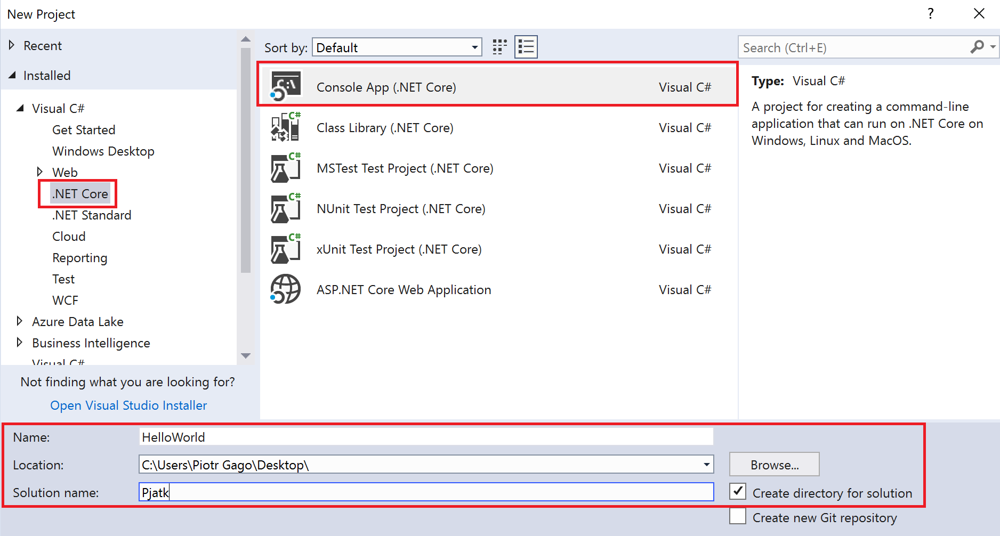 New Project
?
Recent
Installed
Visual C#
Get Started
Windows Desktop
Web
.NET Core
.NET Standard
Cloud
Reporting
Test
WCF
Azure Data Lake
Business Intelligence
Visual C#
Not finding what you are looking for?
Open Visual Studio Installer
Sort by: Default
Search (Ctrl+E)
C:\
Console App (.NET Core) Visual C#
C# Class Library (.NET Core) Visual C#
C# MSTest Test Project (.NET Core) Visual C#
C# NUnit Test Project (.NET Core) Visual C#
C# xUnit Test Project (.NET Core) Visual C#
ASP.NET Core Web Application Visual C#
Type: Visual C#
A project for creating a command-line
application that can run on .NET Core on
Windows, Linux and MacOS.
Name: HelloWorld
Location: C:\Users\Piotr Gago\Desktop\ Browse...
Solution name: Pjatk Create directory for solution
Create new Git repository